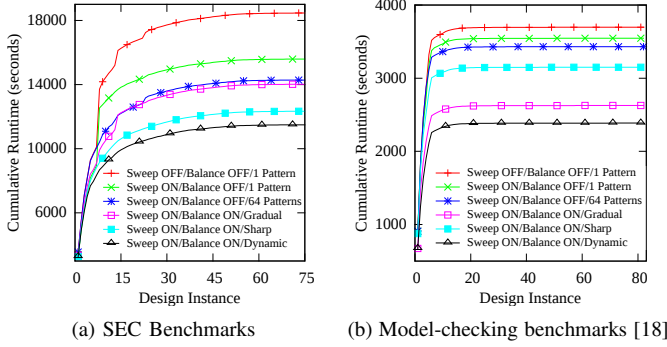 Cumulative Runtime (seconds)
18000
14000
10000
6000
Sweep OFF/Balance OFF/1 Pattern
Sweep ON/Balance OFF/1 Pattern
Sweep ON/Balance OFF/64 Patterns
Sweep ON/Balance ON/Gradual
Sweep ON/Balance ON/Sharp
Sweep ON/Balance ON/Dynamic
0 15 30 45 60 75
Design Instance
(a) SEC Benchmarks
Cumulative Runtime (seconds)
4000
3000
2000
1000
Sweep OFF/Balance OFF/1 Pattern
Sweep ON/Balance OFF/1 Pattern
Sweep ON/Balance OFF/64 Patterns
Sweep ON/Balance ON/Gradual
Sweep ON/Balance ON/Sharp
Sweep ON/Balance ON/Dynamic
0 20 40 60 80
Design Instance
(b) Model-checking benchmarks [18]